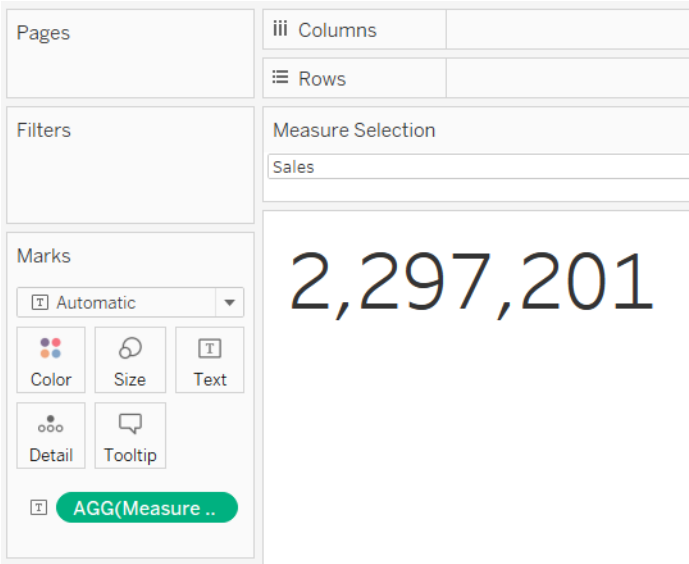 Pages
Columns
Rows
Filters
Measure Selection
Sales
Marks
T Automatic
2,297,201
Color Size T Text
Detail Tooltip
T AGG(Measure ..